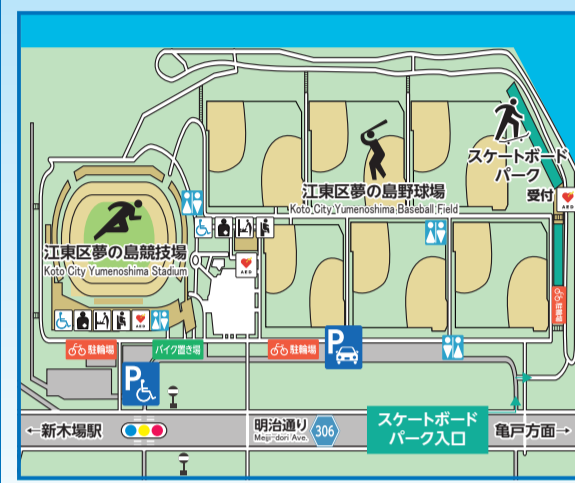 スケートボード
パーク
受付
AED
江東区夢の島野球場
Koto City Yumenoshima Baseball Field
江東区夢の島競技場
Koto City Yumenoshima Stadium
AED
AED
駐輪場
駐輪場
バイク置き場
駐輪場
P
P
←新木場駅
明治通り
Meiji-dori Ave.
306
スケートボード
パーク入口
亀戸方面→